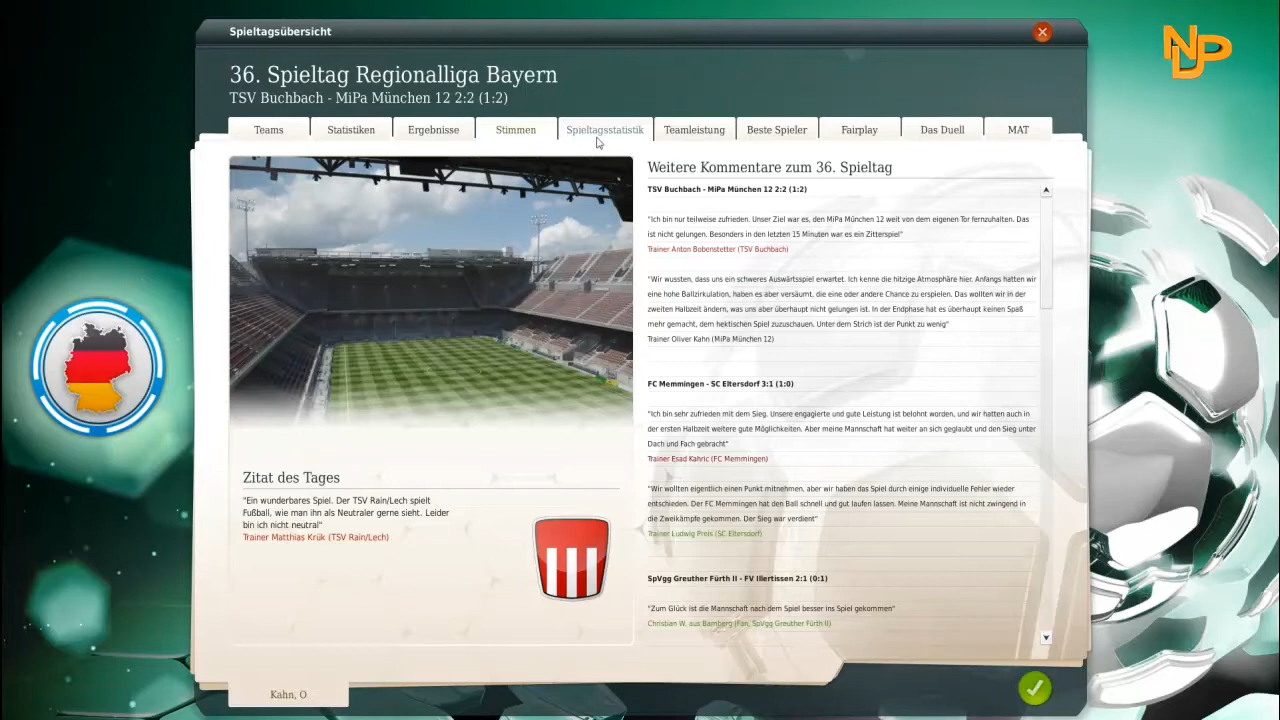 Spieltagsübersicht
NDP
36. Spieltag Regionalliga Bayern
TSV Buchbach - MiPa München 12 2:2 (1:2)
Teams Statistiken Ergebnisse Stimmen Spieltagsstatistik Teamleistung Beste Spieler Fairplay Das Duell MAT
Weitere Kommentare zum 36. Spieltag
TSV Buchbach - MiPa München 12 2:2 (1:2)
"Ich bin nur teilweise zufrieden. Unser Ziel war es, den MiPa München 12 weit von dem eigenen Tor fernzuhalten. Das
ist nicht gelungen. Besonders in den letzten 15 Minuten war es ein Zitterspiel"
Trainer Anton Bobenstetter (TSV Buchbach)
"Wir wussten, dass uns ein schweres Auswärtsspiel erwartet. Ich kenne die hitzige Atmosphäre hier. Anfangs hatten wir
eine hohe Ballzirkulation, haben es aber versäumt, die eine oder andere Chance zu erspielen. Das wollten wir in der
zweiten Halbzeit ändern, was uns aber überhaupt nicht gelungen ist. In der Endphase hat es überhaupt keinen Spaß
mehr gemacht, dem hektischen Spiel zuzuschauen. Unter dem Strich ist der Punkt zu wenig"
Trainer Oliver Kahn (MiPa München 12)
FC Memmingen - SC Eltersdorf 3:1 (1:0)
"Ich bin sehr zufrieden mit dem Sieg. Unsere engagierte und gute Leistung ist belohnt worden, und wir hatten auch in
der ersten Halbzeit weitere gute Möglichkeiten. Aber meine Mannschaft hat weiter an sich geglaubt und den Sieg unter
Dach und Fach gebracht"
Trainer Esad Kahric (FC Memmingen)
"Wir wollten eigentlich einen Punkt mitnehmen, aber wir haben das Spiel durch einige individuelle Fehler wieder
entschieden. Der FC Memmingen hat den Ball schnell und gut laufen lassen. Meine Mannschaft ist nicht zwingend in
die Zweikämpfe gekommen. Der Sieg war verdient"
Trainer Ludwig Preis (SC Eltersdorf)
SpVgg Greuther Fürth II - FV Illertissen 2:1 (0:1)
"Zum Glück ist die Mannschaft nach dem Spiel besser ins Spiel gekommen"
Christian W. aus Bamberg (Fan, SpVgg Greuther Fürth II)
Zitat des Tages
"Ein wunderbares Spiel. Der TSV Rain/Lech spielt
Fußball, wie man ihn als Neutraler gerne sieht. Leider
bin ich nicht neutral"
Trainer Matthias Krük (TSV Rain/Lech)
Kahn, O